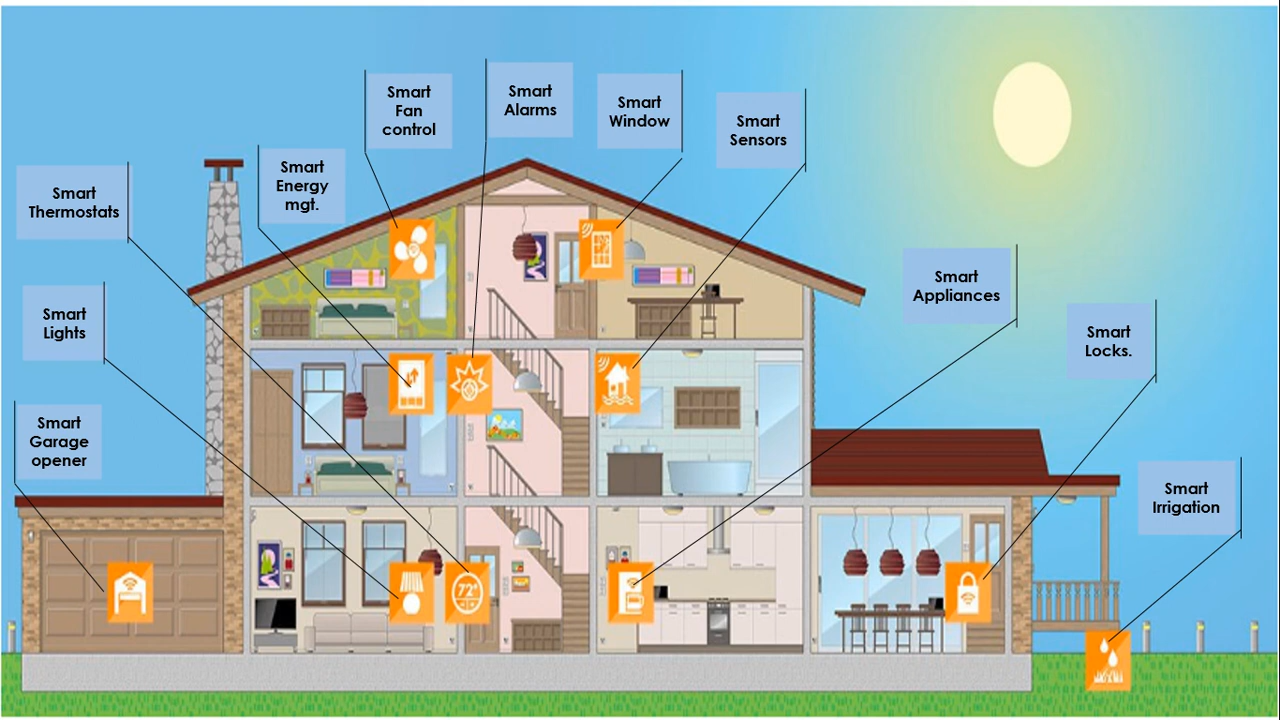 Smart
Fan
control
Smart
Alarms
Smart
Window
Smart
Sensors
Smart
Thermostats
Smart
Energy
mgt.
Smart
Appliances
Smart
Lights
Smart
Locks.
Smart
Garage
opener
Smart
Irrigation
72°